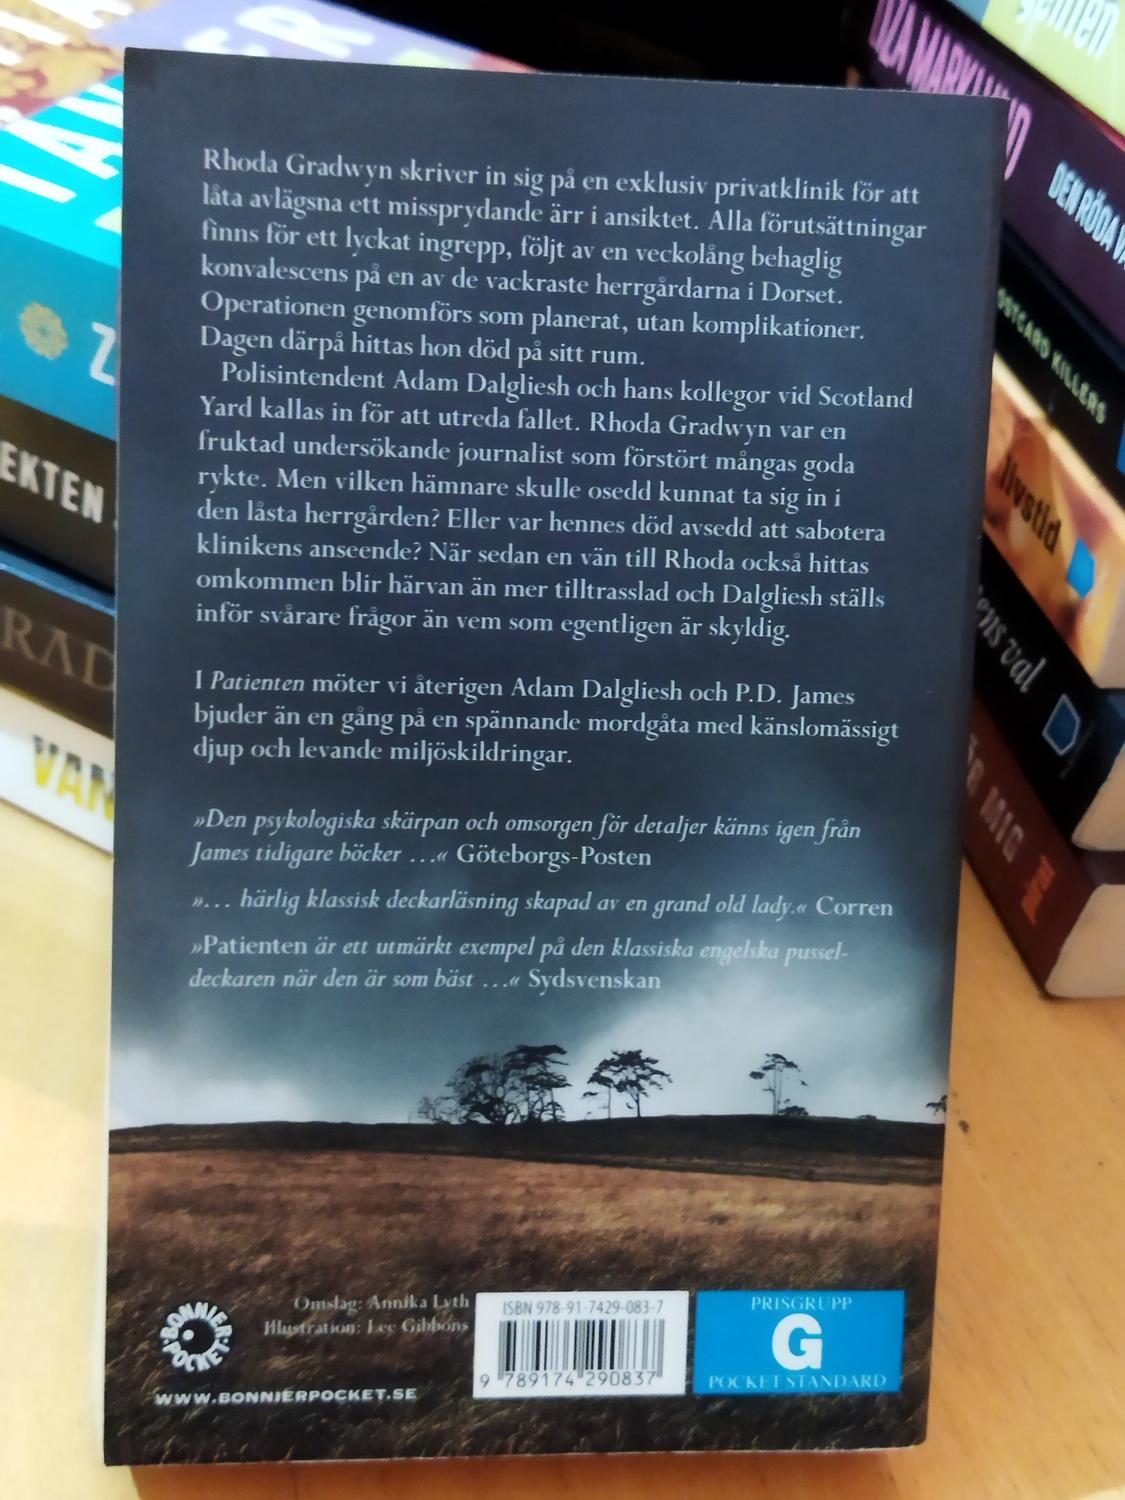 Rhoda Gradwyn skriver in sig på en exklusiv privatklinik för att
låta avlägsna ett missprydande ärr i ansiktet. Alla förutsättningar
finns för ett lyckat ingrepp, följt av en veckolång behaglig
konvalescens på en av de vackraste herrgårdarna i Dorset.
Operationen genomförs som planerat, utan komplikationer.
Dagen därpå hittas hon död på sitt rum.
Polisintendent Adam Dalgliesh och hans kollegor vid Scotland
Yard kallas in för att utreda fallet. Rhoda Gradwyn var en
fruktad undersökande journalist som förstört mångas goda
rykte. Men vilken hämnare skulle osedd kunnat ta sig in i
den låsta herrgården? Eller var hennes död avsedd att sabotera
klinikens anseende? När sedan en vän till Rhoda också hittas
omkommen blir härvan än mer tilltrasslad och Dalgliesh ställs
inför svårare frågor än vem som egentligen är skyldig.
I Patienten möter vi återigen Adam Dalgliesh och P.D. James
bjuder än en gång på en spännande mordgåta med känslomässigt
djup och levande miljöskildringar.
»Den psykologiska skärpan och omsorgen för detaljer känns igen från
James tidigare böcker ...« Göteborgs-Posten
»... härlig klassisk deckarläsning skapad av en grand old lady.« Corren
»Patienten är ett utmärkt exempel på den klassiska engelska pussel-
deckaren när den är som bäst ...« Sydsvenskan
Omslag: Annika Lyth
Illustration: Lee Gibbons
BONNIER
POCKET
WWW.BONNIERPOCKET.SE
ISBN 978-91-7429-083-7
9 789174 290837
PRISGRUPP
G
POCKET STANDARD
EKTEN
RAD
VAN
Z
ER
LIZA MARKLUND
DEN RÖDA
POSTCARD KILLERS
livstid
val
MIG